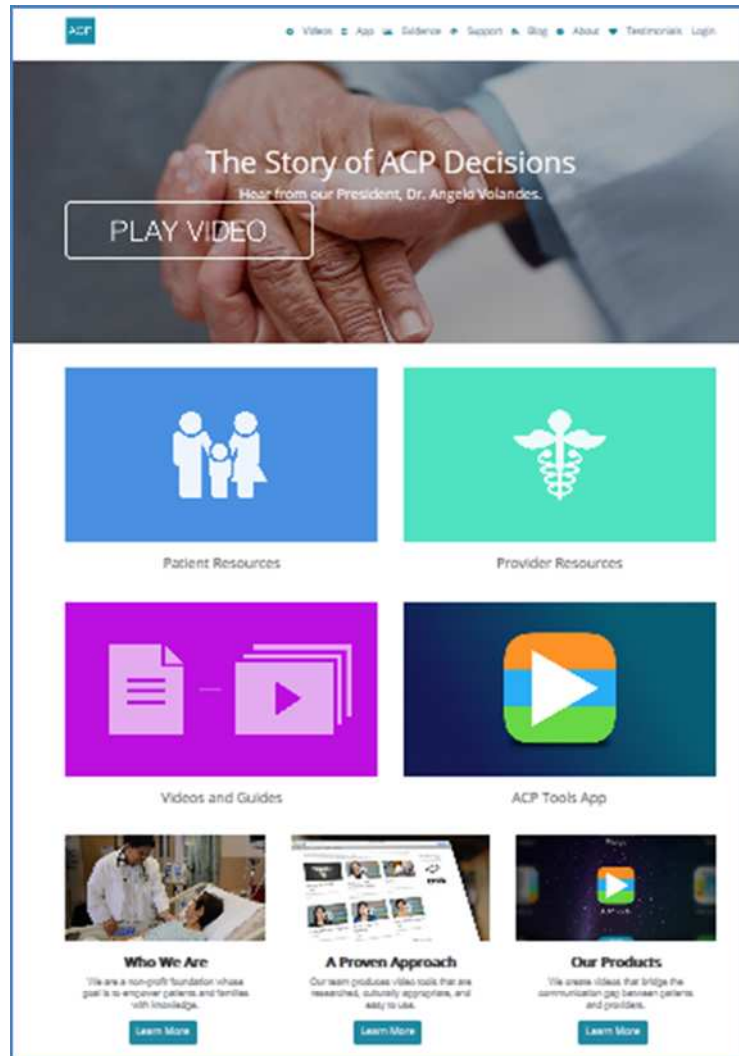 ACP
Videos App Evidence Support Blog About Testimonials Login
The Story of ACP Decisions
Hear from our President, Dr. Angelo Volandes.
PLAY VIDEO
Patient Resources
Provider Resources
Videos and Guides
ACP Tools App
Who We Are
We are a non-profit foundation whose
goal is to empower patients and families
with knowledge.
Learn More
A Proven Approach
Our team produces video tools that are
researched, culturally appropriate, and
easy to use.
Learn More
Our Products
We create videos that bridge the
communication gap between patients
and providers.
Learn More